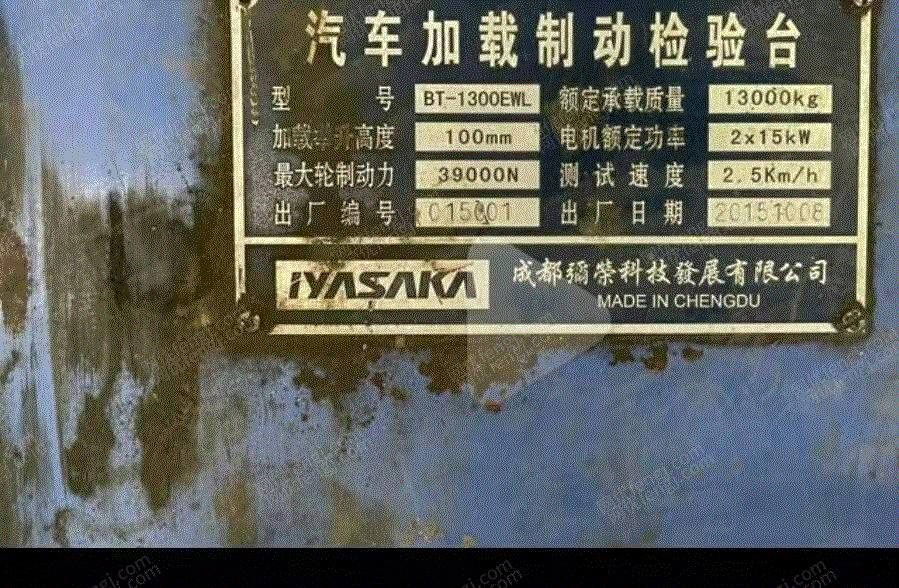 汽车加载制动检验台
型号 BT-1300EWL 额定承载质量 13000kg
加载举升高度 100mm 电机额定功率 2x15kW
最大轮制动力 39000N 测试速度 2.5Km/h
出厂编号 015001 出厂日期 20151008
IYASAKA 成都彌榮科技發展有限公司
MADE IN CHENGDU